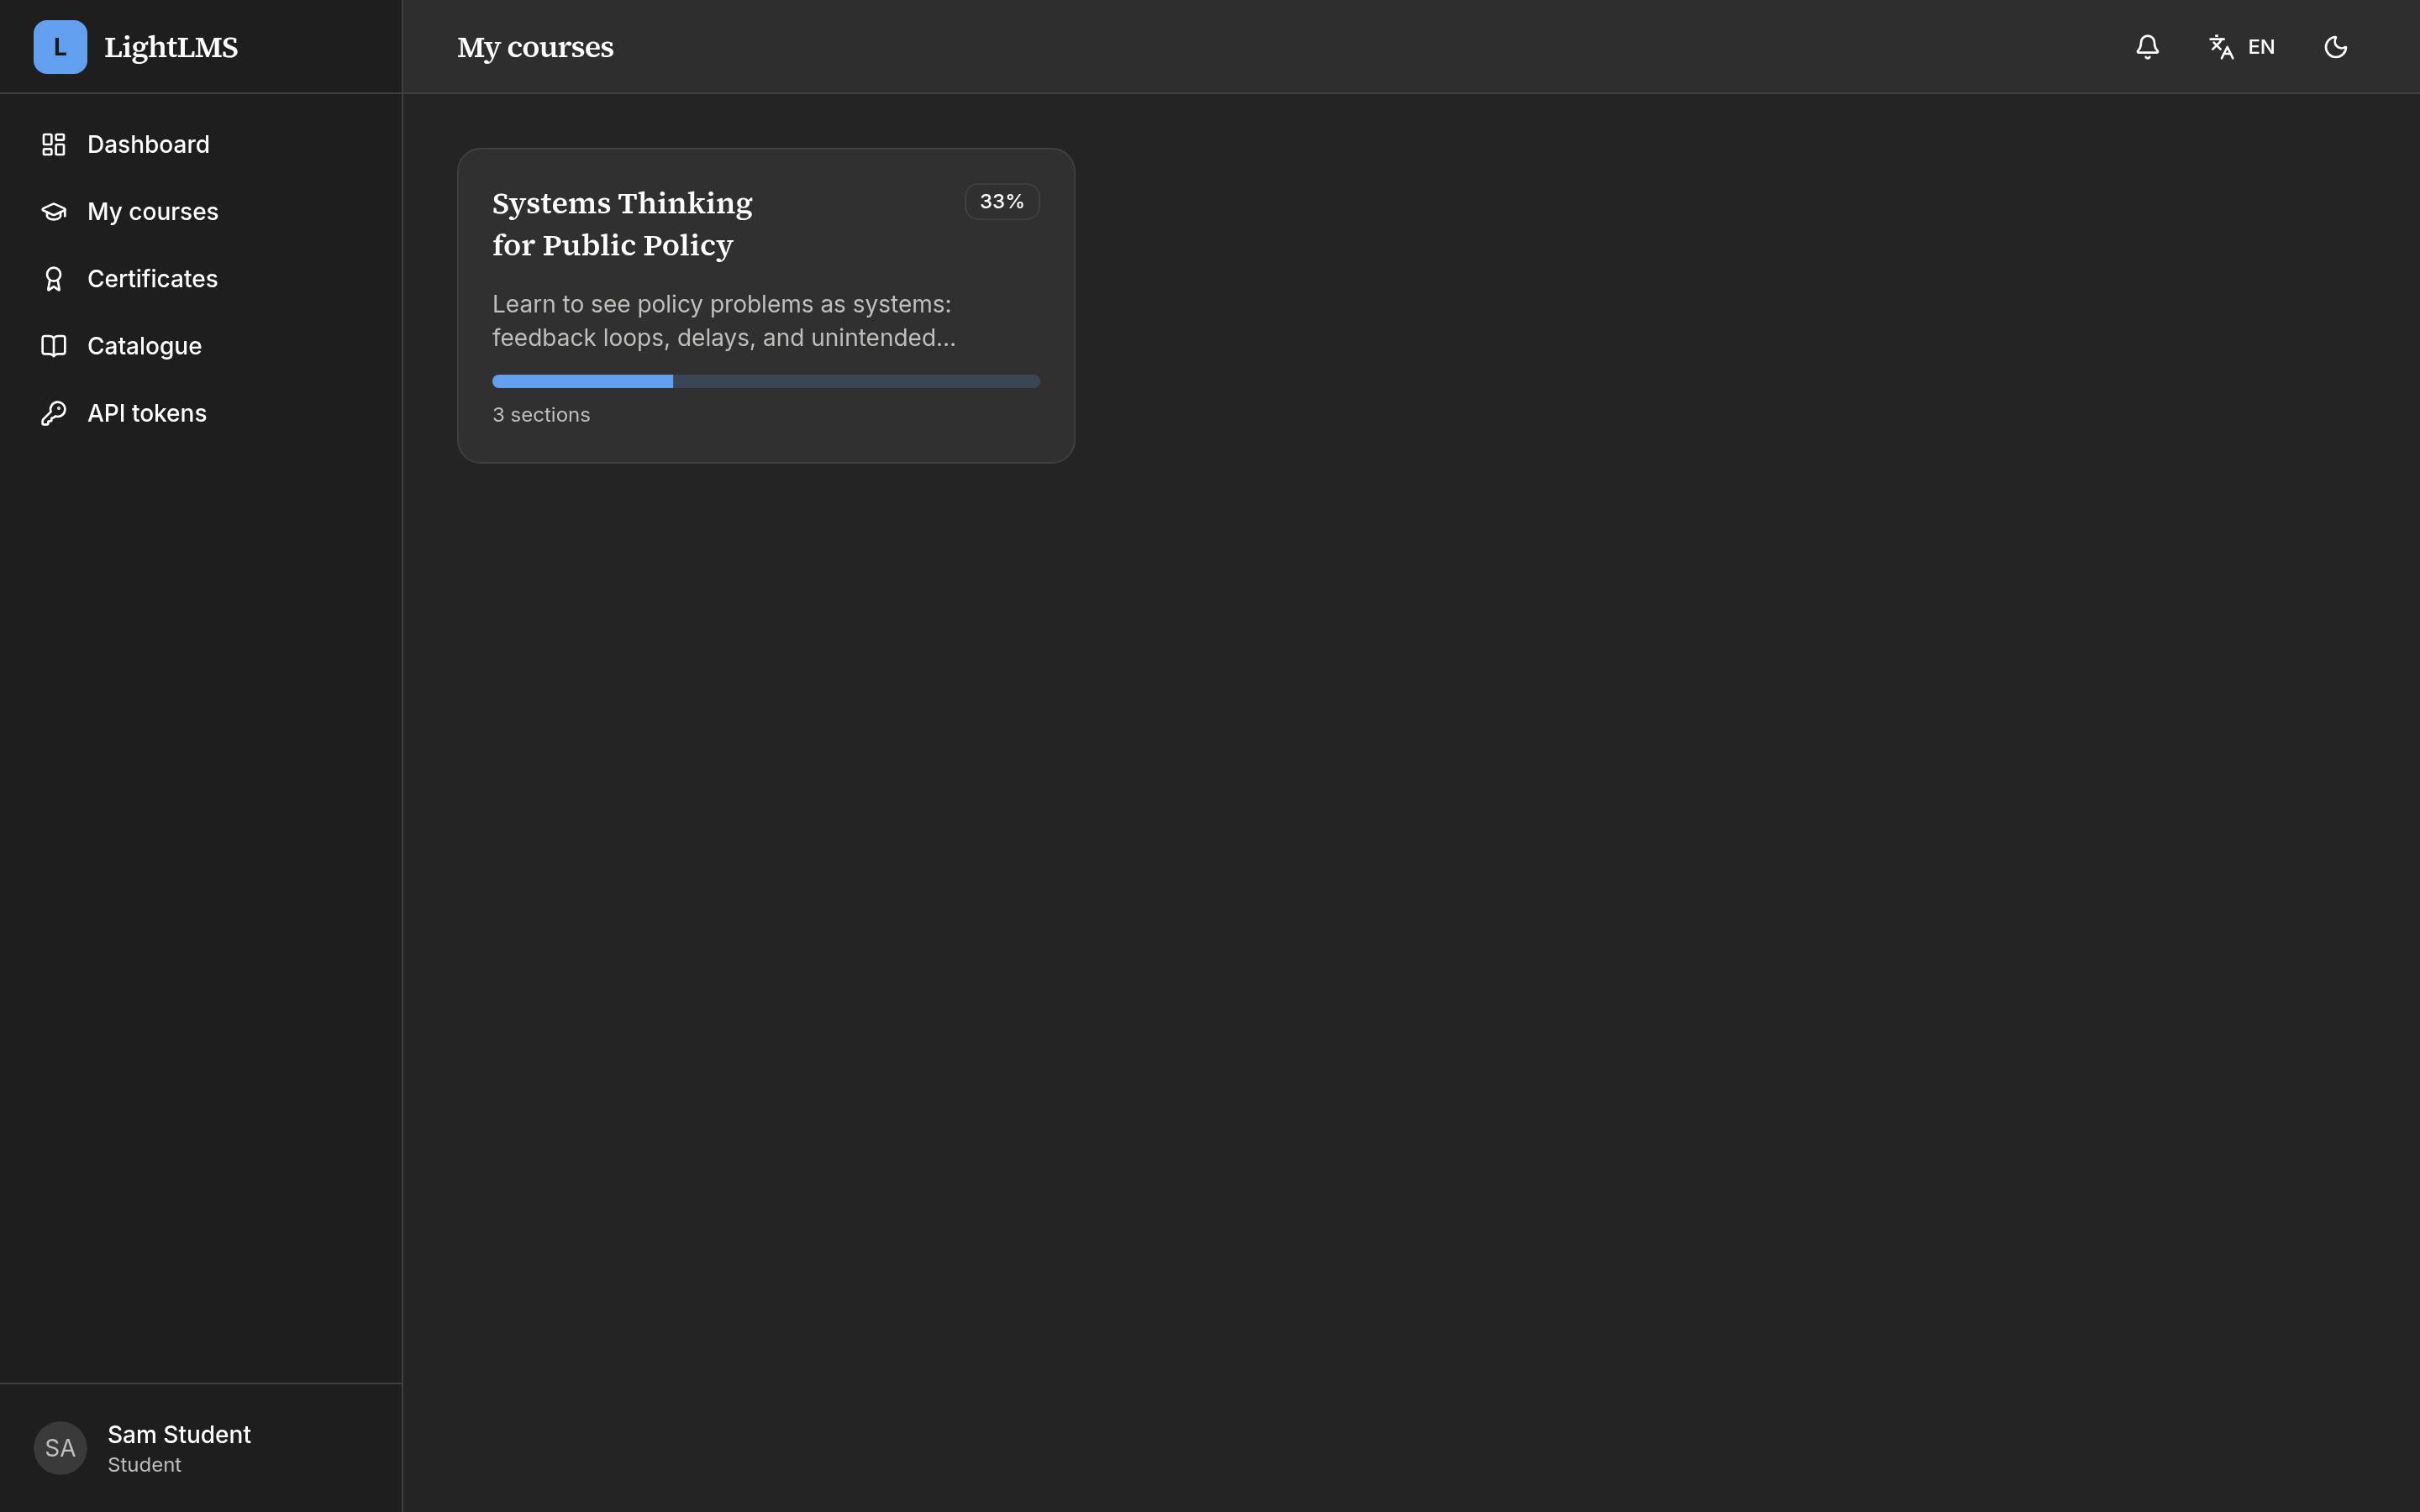 L
LightLMS
My courses
EN
Dashboard
My courses
Certificates
Catalogue
API tokens
Systems Thinking
for Public Policy
33%
Learn to see policy problems as systems:
feedback loops, delays, and unintended...
3 sections
SA
Sam Student
Student